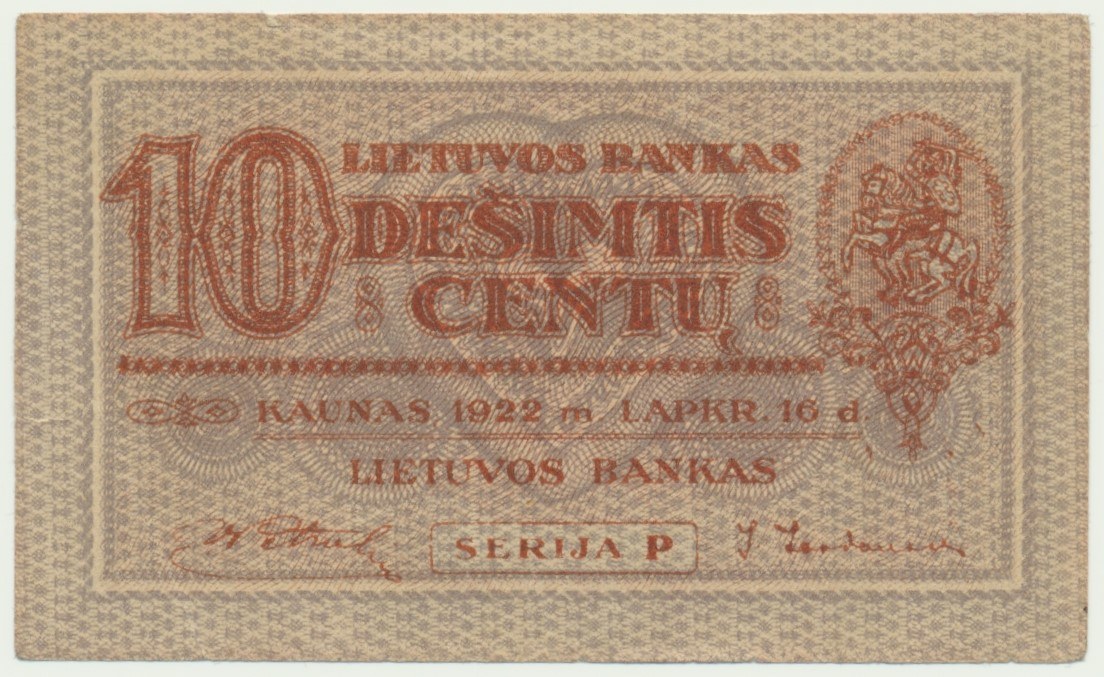 10
LIETUVOS BANKAS
DEŠIMTIS
CENTŲ
KAUNAS 1922 m LAPKR. 16 d
LIETUVOS BANKAS
SERIJA P